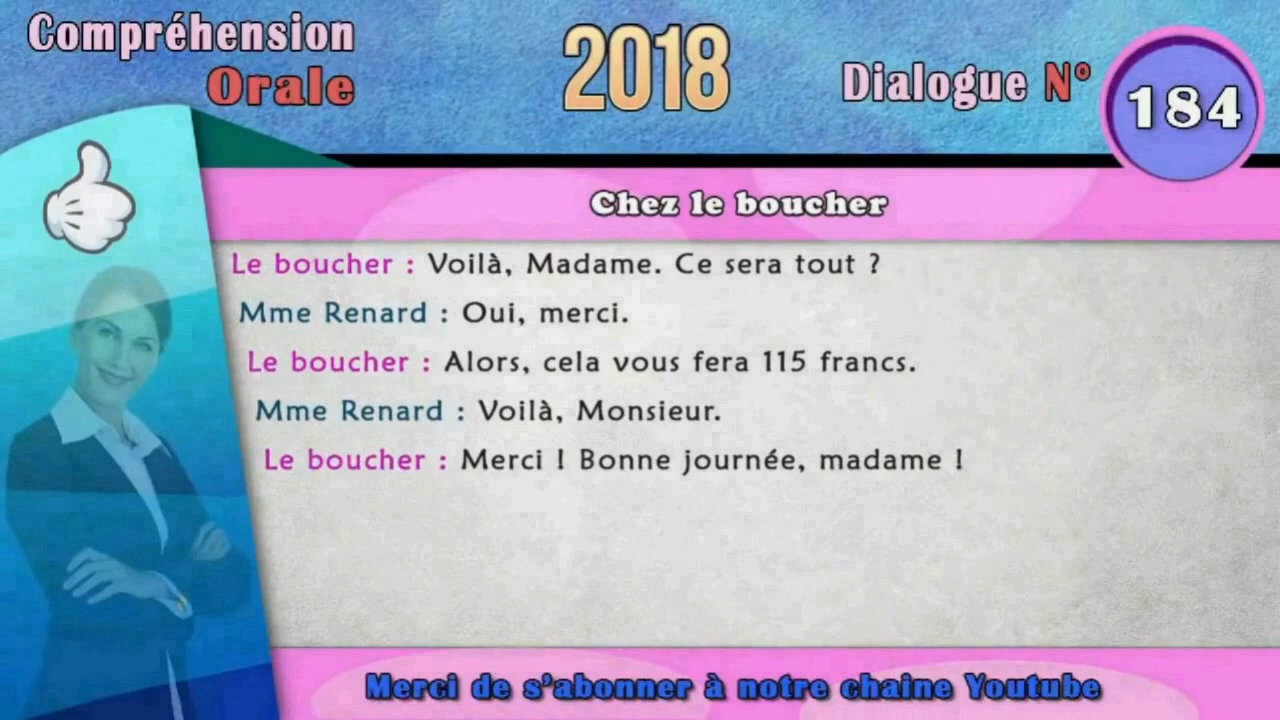 Compréhension
Orale
2018
Dialogue N°
184
Chez le boucher
Le boucher : Voilà, Madame. Ce sera tout ?
Mme Renard : Oui, merci.
Le boucher : Alors, cela vous fera 115 francs.
Mme Renard : Voilà, Monsieur.
Le boucher : Merci ! Bonne journée, madame !
Merci de s'abonner à notre chaine Youtube